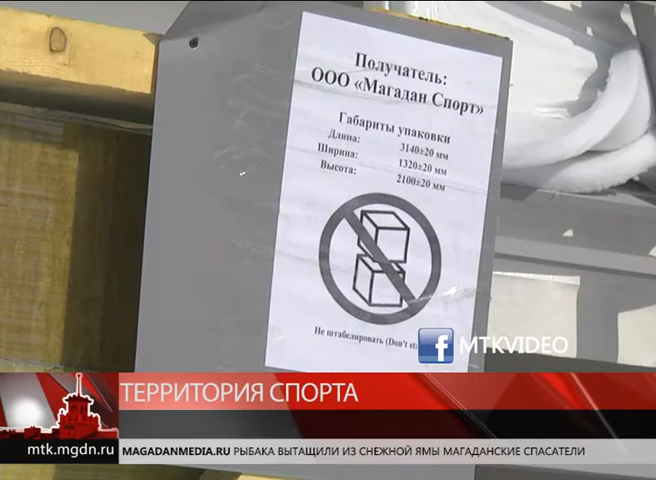 Получатель:
ООО «Магадан Спорт»
Габариты упаковки
Длина: 3140±20 мм
Ширина: 1320±20 мм
Высота: 2100±20 мм
Не штабелировать (Don't
f MTKVIDEO
ТЕРРИТОРИЯ СПОРТА
mtk.mgdn.ru
MAGADANMEDIA.RU РЫБАКА ВЫТАЩИЛИ ИЗ СНЕЖНОЙ ЯМЫ МАГАДАНСКИЕ СПАСАТЕЛИ